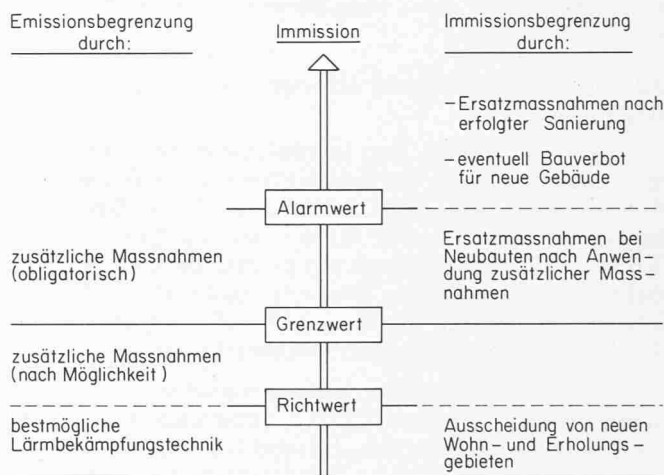 Emissionsbegrenzung
durch:
Immission
Immissionsbegrenzung
durch:
-Ersatzmassnahmen nach
erfolgter Sanierung
-eventuell Bauverbot
für neue Gebäude
Alarmwert
zusätzliche Massnahmen
(obligatorisch)
Ersatzmassnahmen bei
Neubauten nach Anwen-
dung zusätzlicher Mass-
nahmen
Grenzwert
zusätzliche Massnahmen
(nach Möglichkeit)
Richtwert
bestmögliche
Lärmbekämpfungstechnik
Ausscheidung von neuen
Wohn- und Erholungs-
gebieten